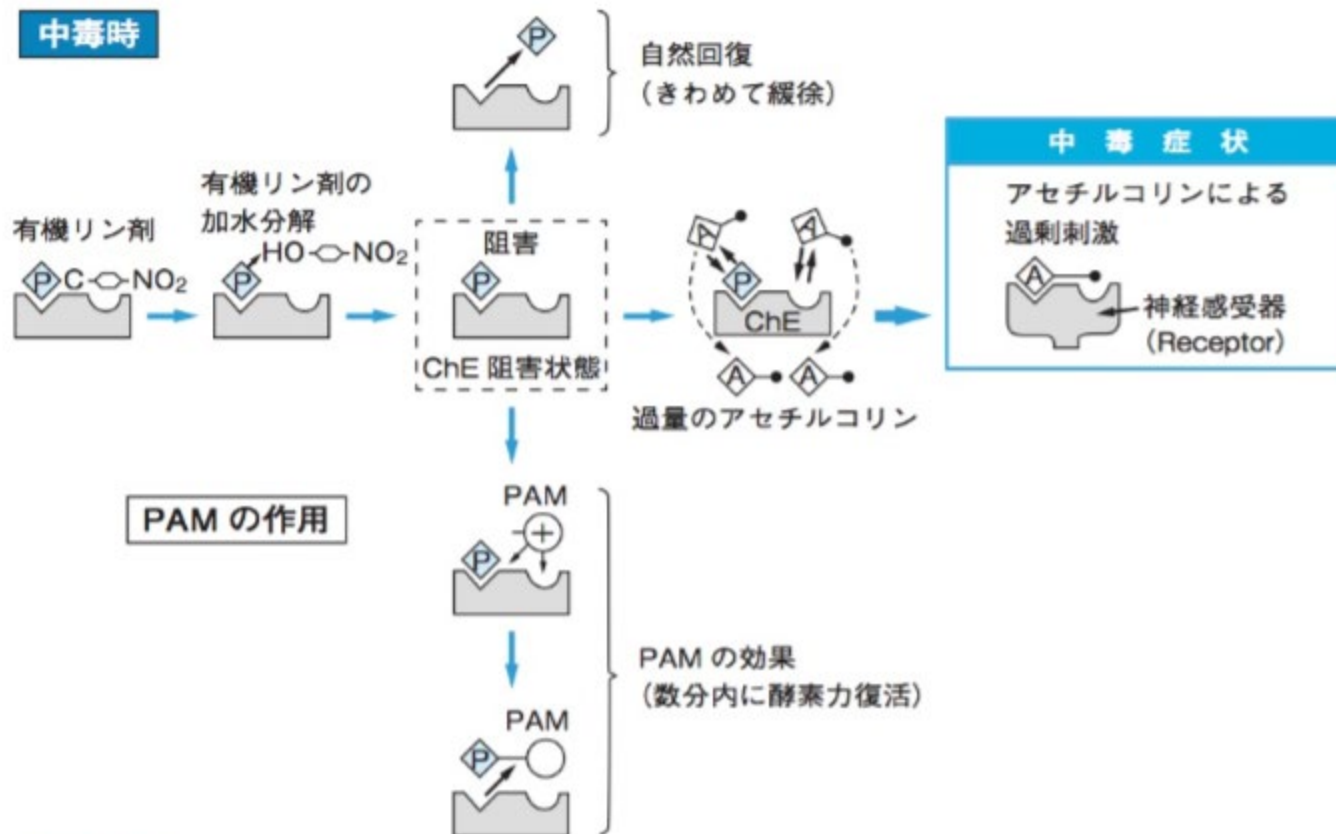 中毒時
P
自然回復
(きわめて緩徐)
有機リン剤
P C NO₂
有機リン剤の
加水分解
HO NO₂
P
阻害
P
ChE 阻害状態
A
A
P
ChE
A A
過量のアセチルコリン
中毒症状
アセチルコリンによる
過剰刺激
A
神経感受器
(Receptor)
PAM の作用
PAM
+
P
PAM の効果
(数分内に酵素力復活)
PAM
P